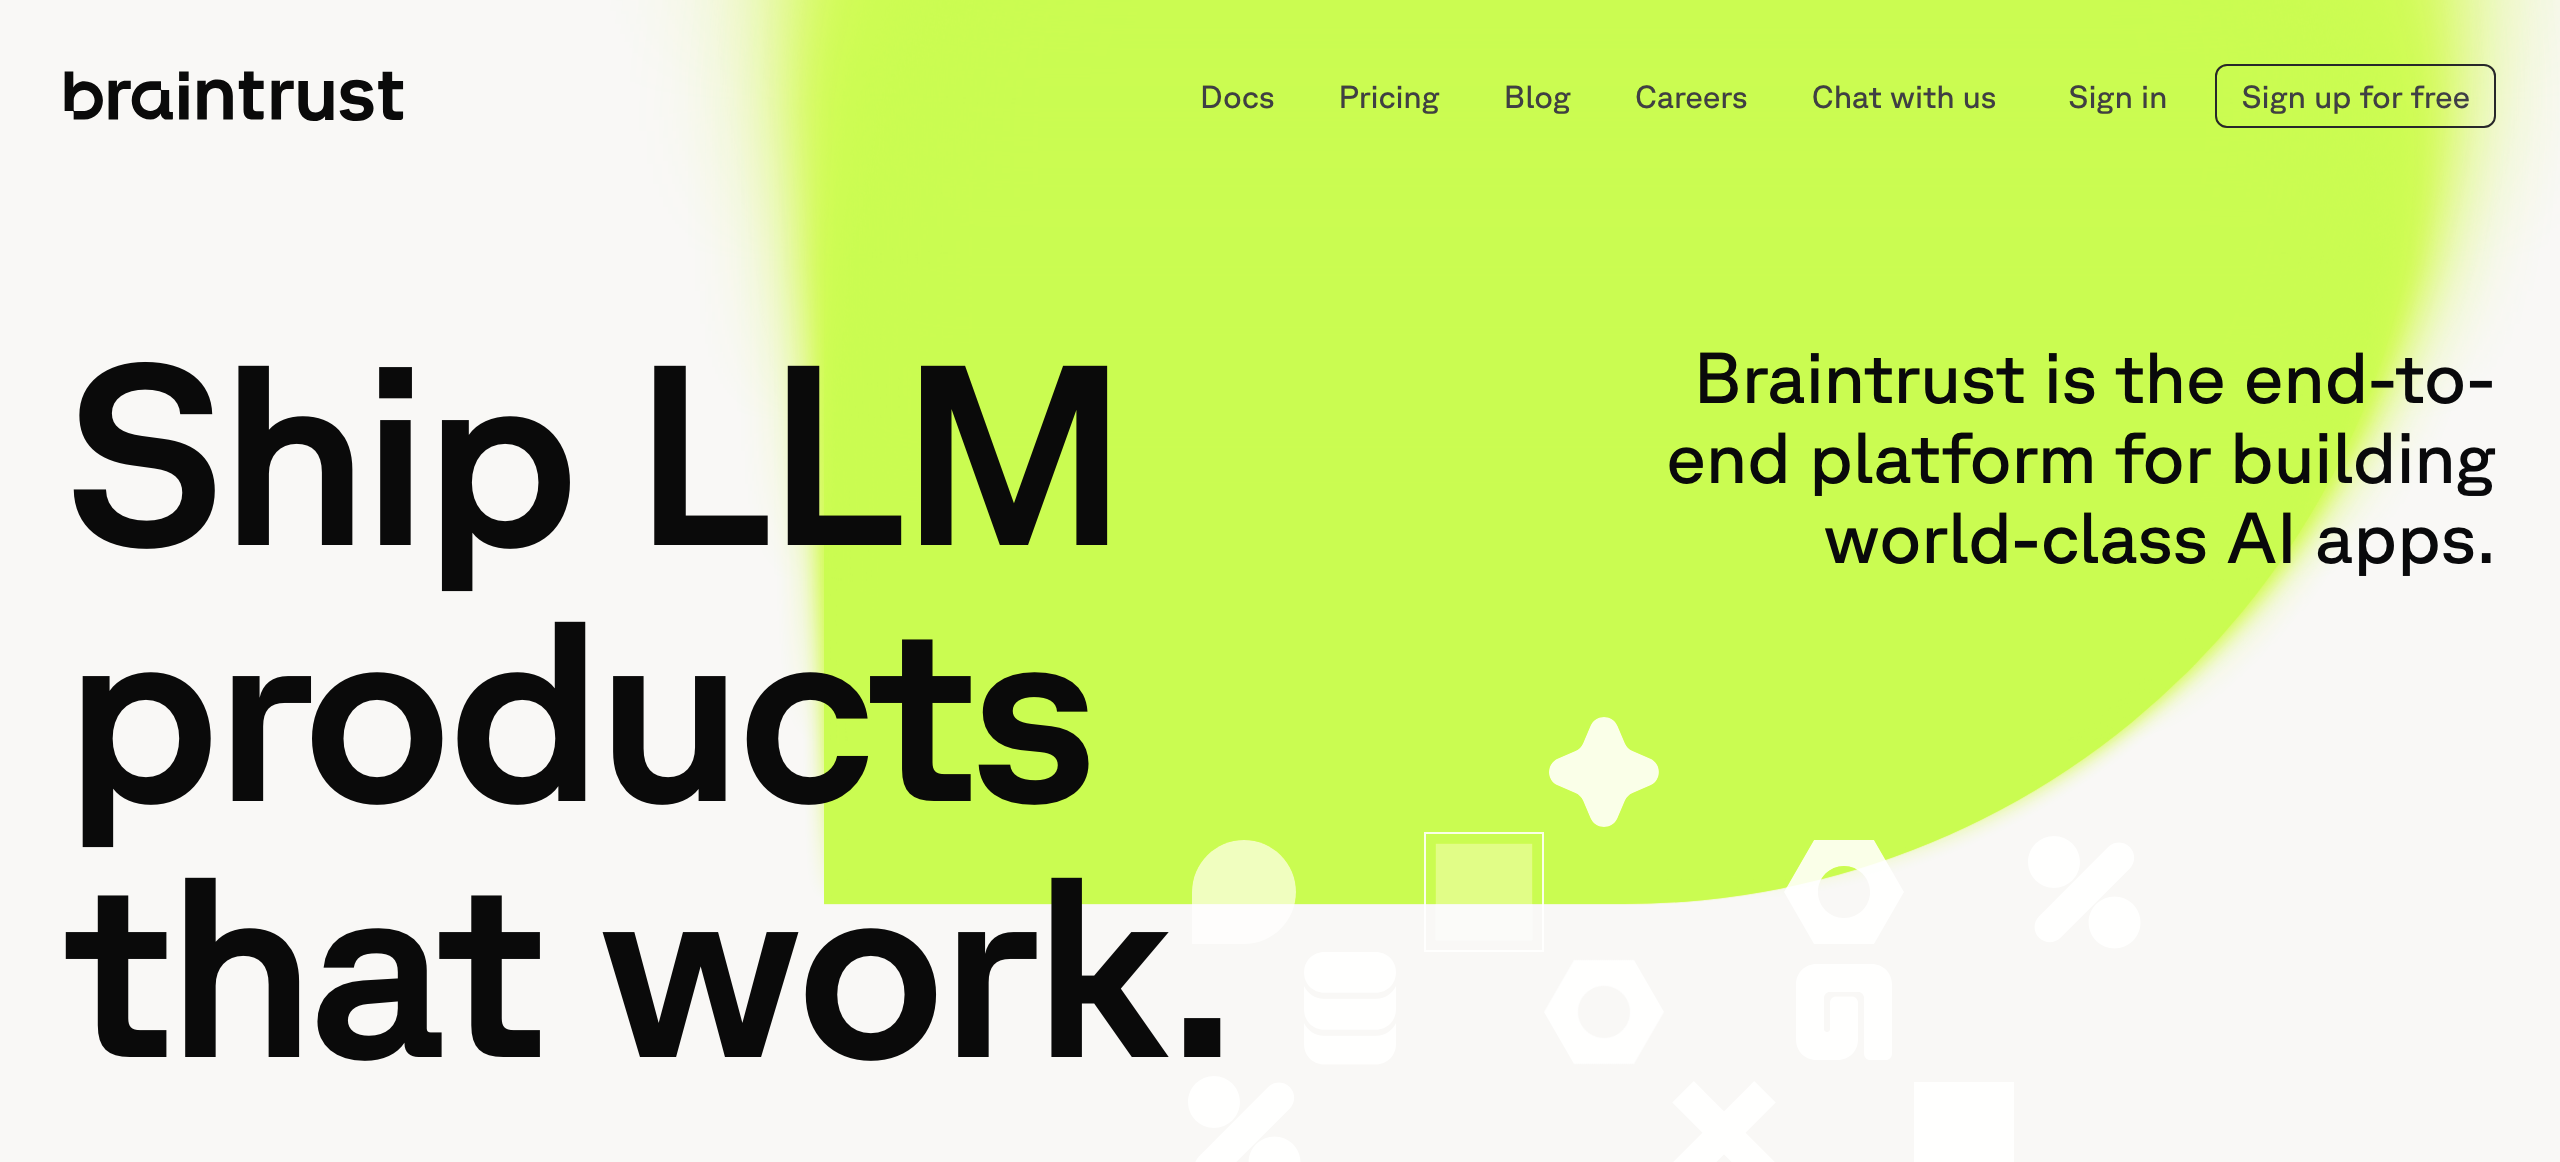 braintrust
Docs
Pricing
Blog
Careers
Chat with us
Sign in
Sign up for free
Ship LLM
products
that work.
Braintrust is the end-to-
end platform for building
world-class AI apps.